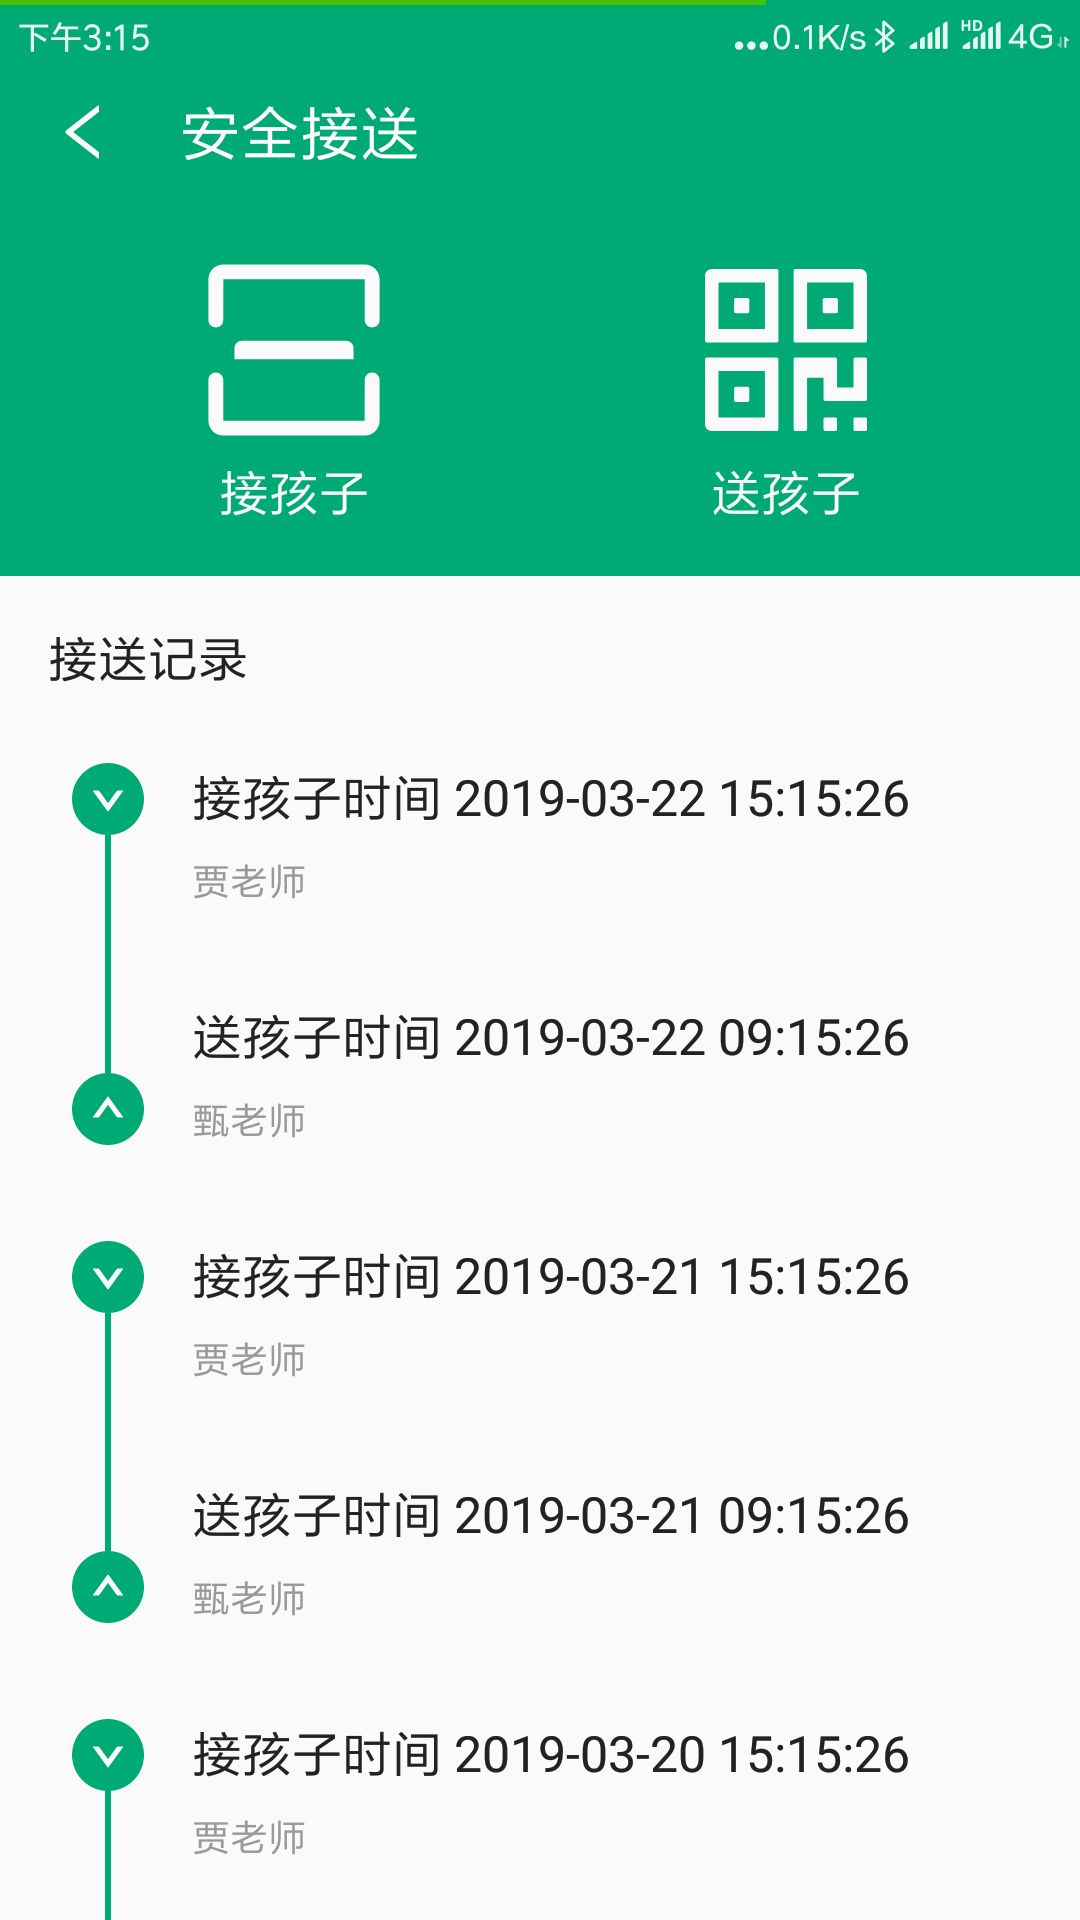 下午3:15
...0.1K/s HD 4G
安全接送
接孩子
送孩子
接送记录
接孩子时间 2019-03-22 15:15:26
贾老师
送孩子时间 2019-03-22 09:15:26
甄老师
接孩子时间 2019-03-21 15:15:26
贾老师
送孩子时间 2019-03-21 09:15:26
甄老师
接孩子时间 2019-03-20 15:15:26
贾老师